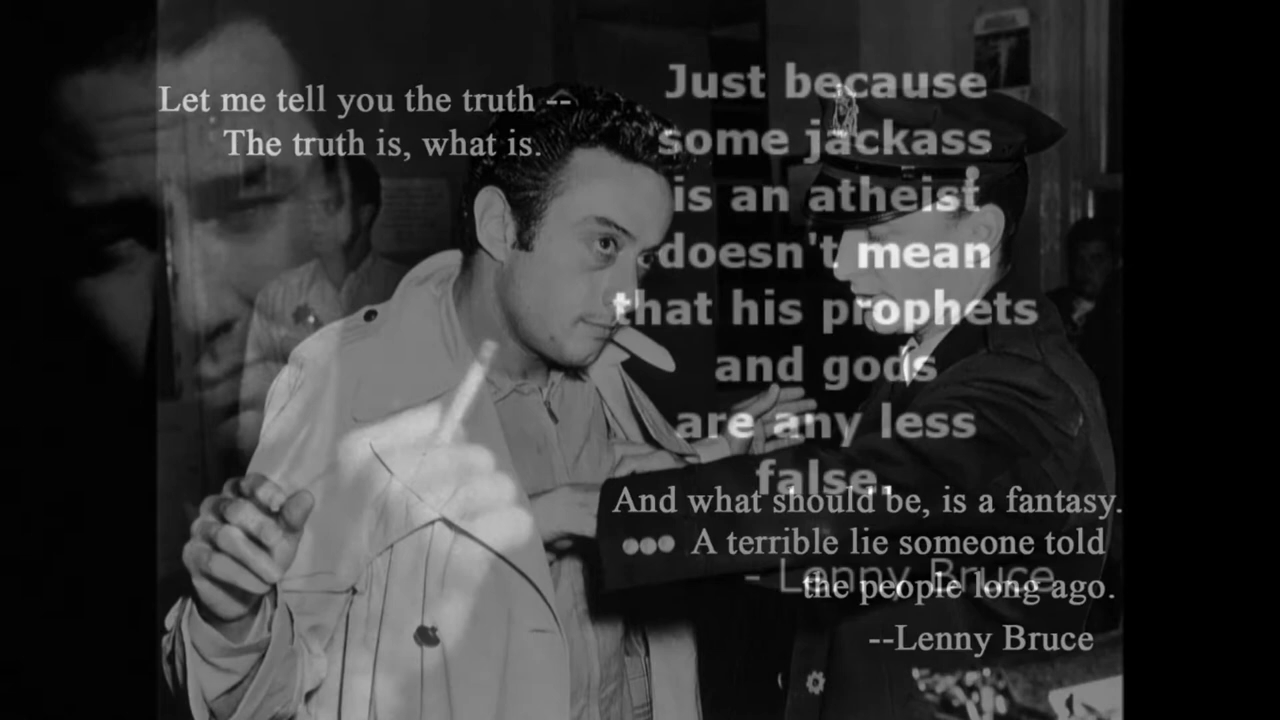 Let me tell you the truth --
The truth is, what is.
Just because
some jackass
is an atheist
doesn't mean
that his prophets
and gods
are any less
false.
- Lenny Bruce
And what should be, is a fantasy.
... A terrible lie someone told
the people long ago.
--Lenny Bruce